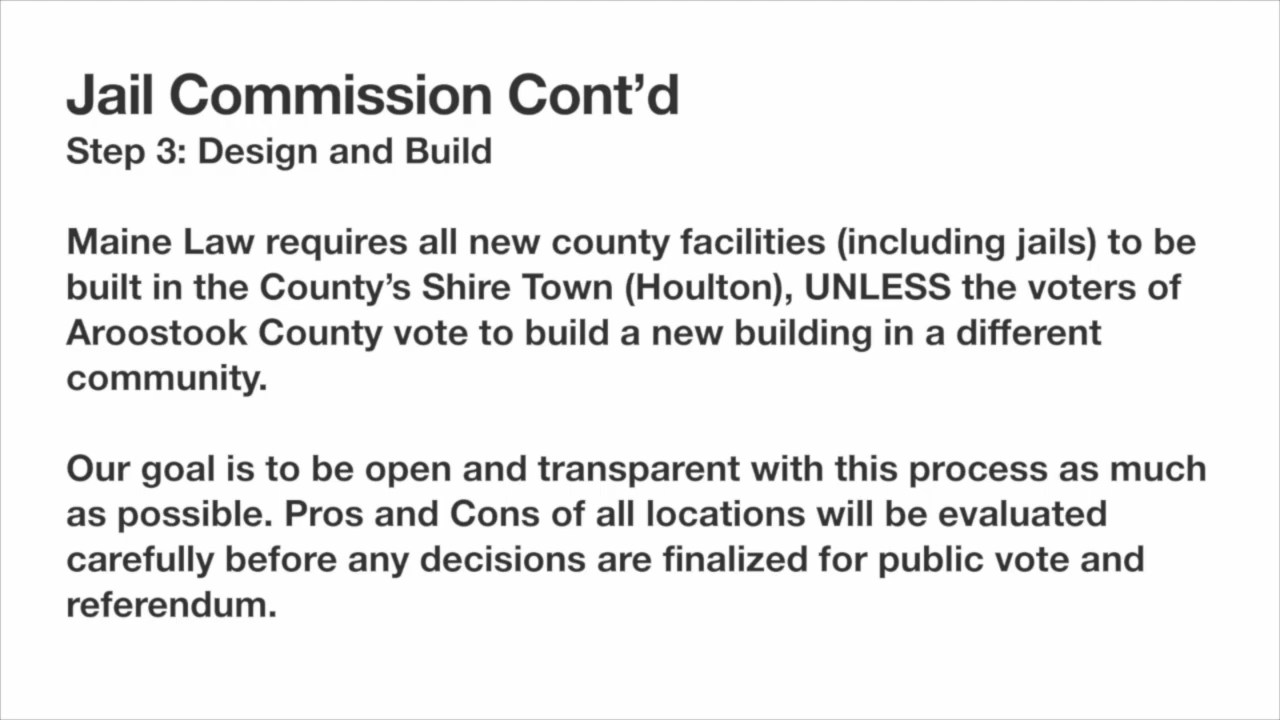 Jail Commission Cont’d
Step 3: Design and Build
Maine Law requires all new county facilities (including jails) to be
built in the County’s Shire Town (Houlton), UNLESS the voters of
Aroostook County vote to build a new building in a different
community.
Our goal is to be open and transparent with this process as much
as possible. Pros and Cons of all locations will be evaluated
carefully before any decisions are finalized for public vote and
referendum.